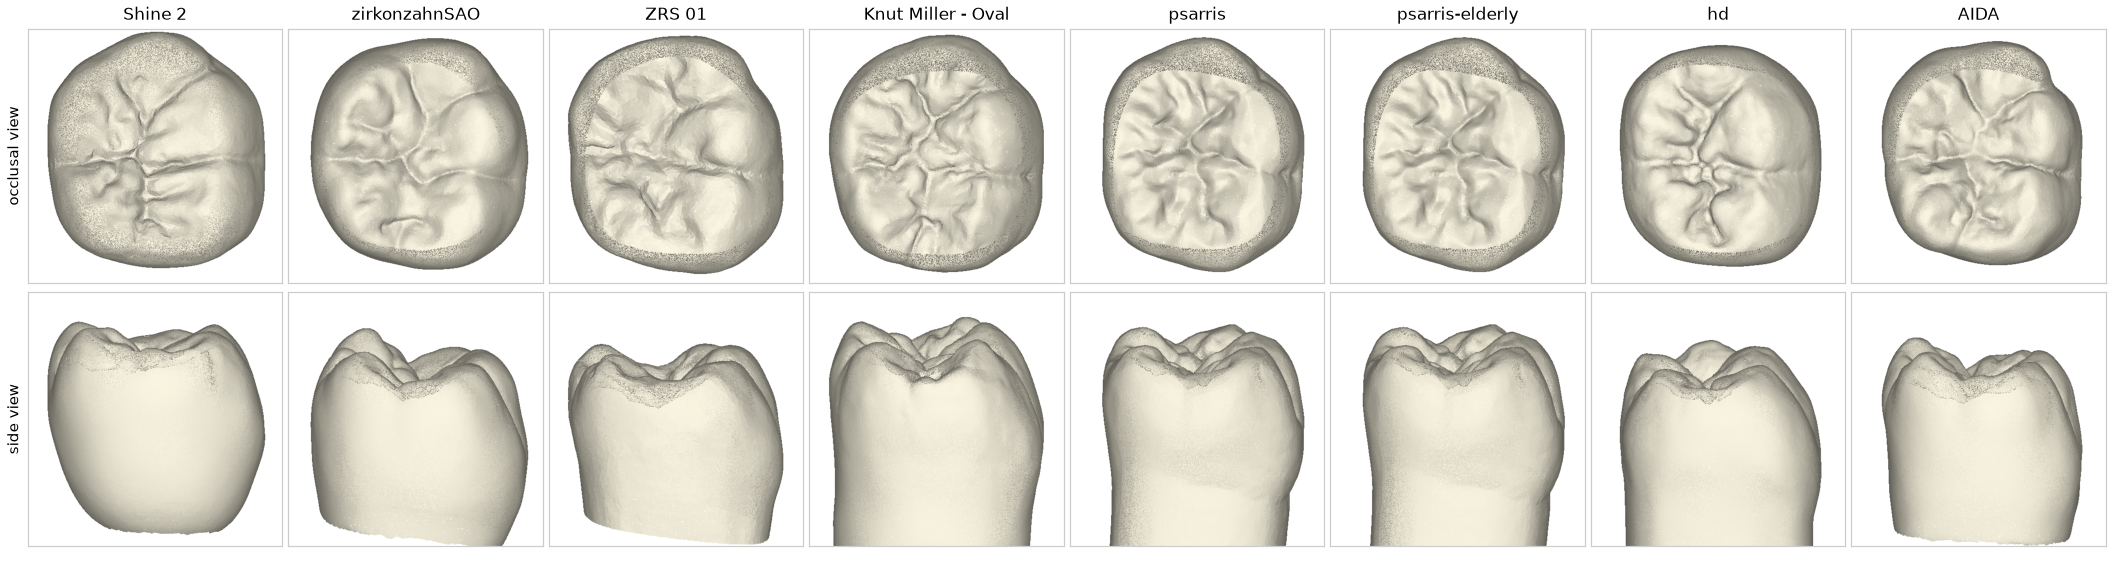 Shine 2
zirkonzahnSAO
ZRS 01
Knut Miller - Oval
psarris
psarris-elderly
hd
AIDA
occlusal view
side view